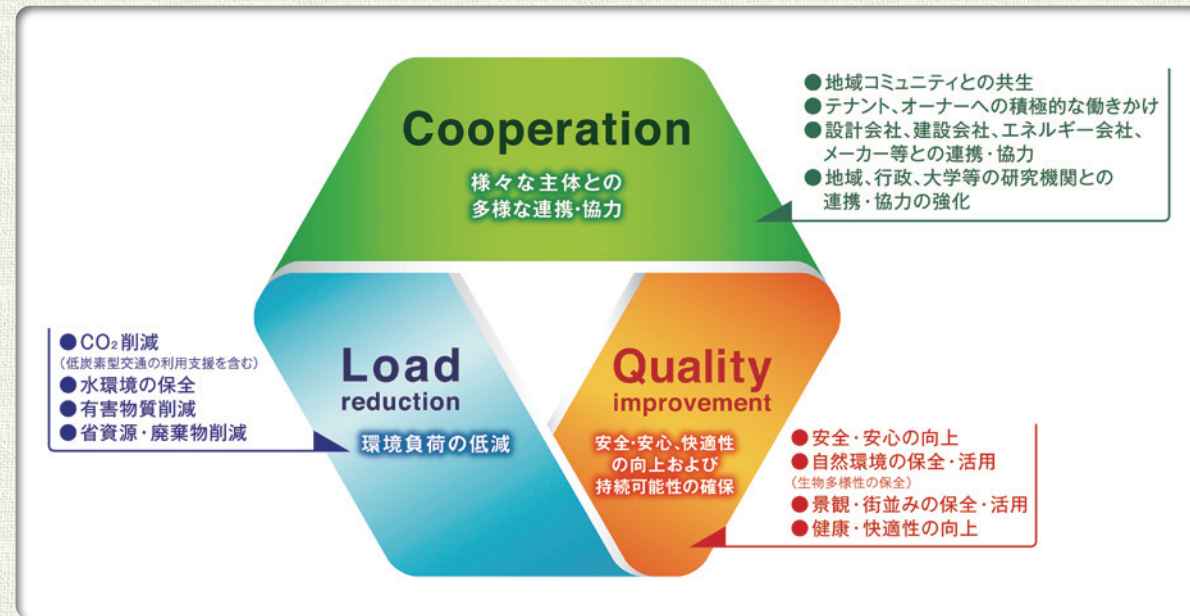 Cooperation
様々な主体との
多様な連携・協力
●地域コミュニティとの共生
●テナント、オーナーへの積極的な働きかけ
●設計会社、建設会社、エネルギー会社、
メーカー等との連携・協力
●地域、行政、大学等の研究機関との
連携・協力の強化
Load
reduction
環境負荷の低減
●CO₂削減
(低炭素型交通の利用支援を含む)
●水環境の保全
●有害物質削減
●省資源・廃棄物削減
Quality
improvement
安全・安心、快適性
の向上および
持続可能性の確保
●安全・安心の向上
●自然環境の保全・活用
(生物多様性の保全)
●景観・街並みの保全・活用
●健康・快適性の向上